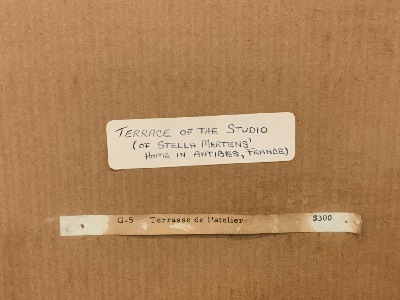 TERRACE OF THE STUDIO
(OF STELLA MERTENS'
HOME IN ANTIBES, FRANCE)
G-5 Terrasse de l'atelier $300